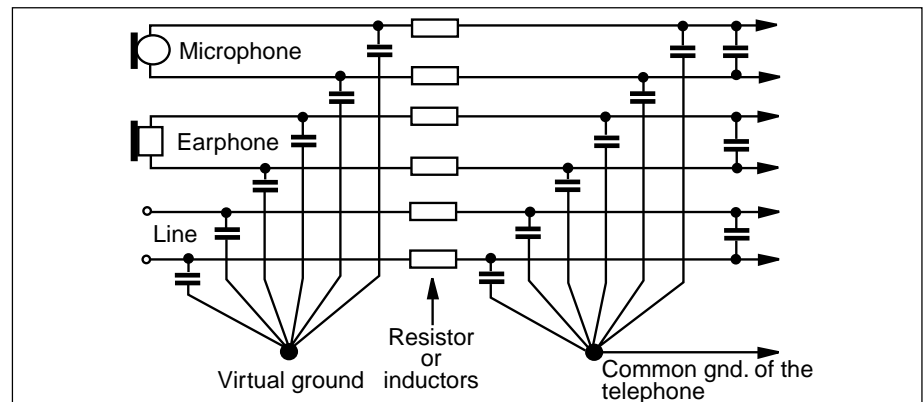 Microphone
Earphone
Line
Resistor
or
inductors
Virtual ground
Common gnd. of the
telephone